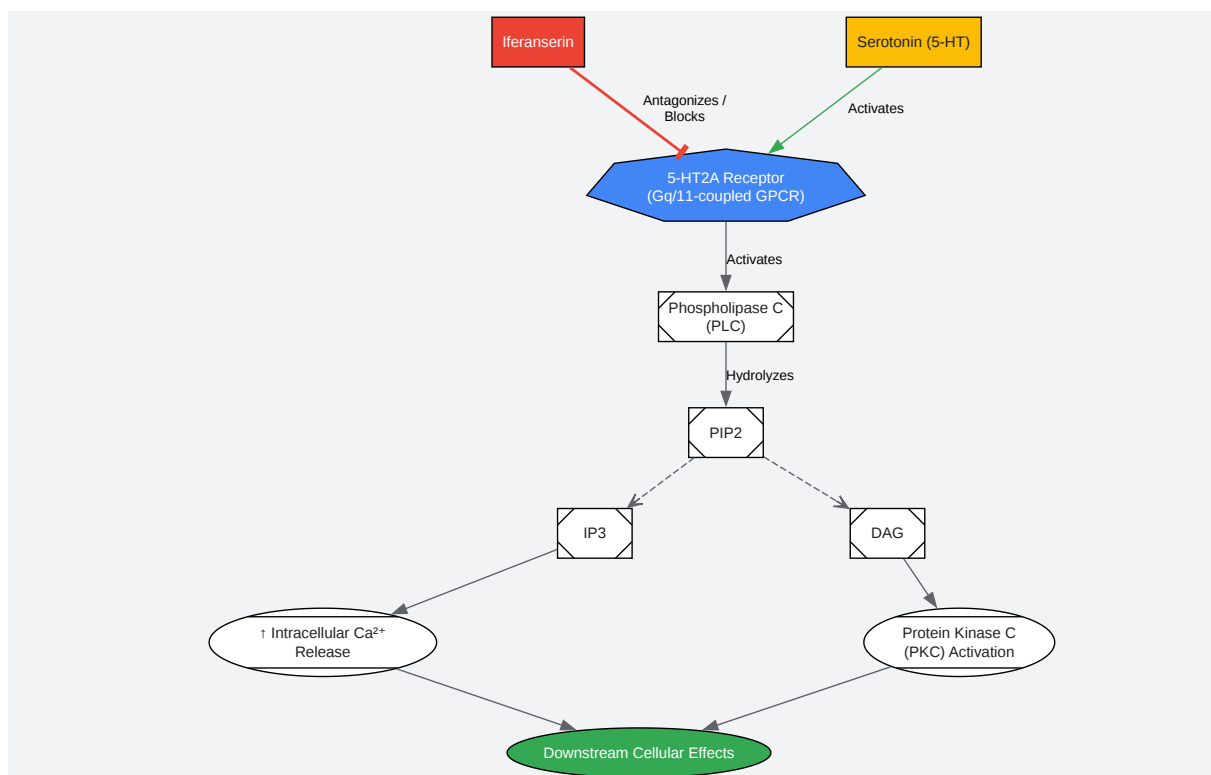 Iferanserin
Serotonin (5-HT)
Antagonizes /
Blocks
Activates
5-HT2A Receptor
(Gq/11-coupled GPCR)
Activates
Phospholipase C
(PLC)
Hydrolyzes
PIP2
IP3
DAG
↑ Intracellular Ca²⁺
Release
Protein Kinase C
(PKC) Activation
Downstream Cellular Effects